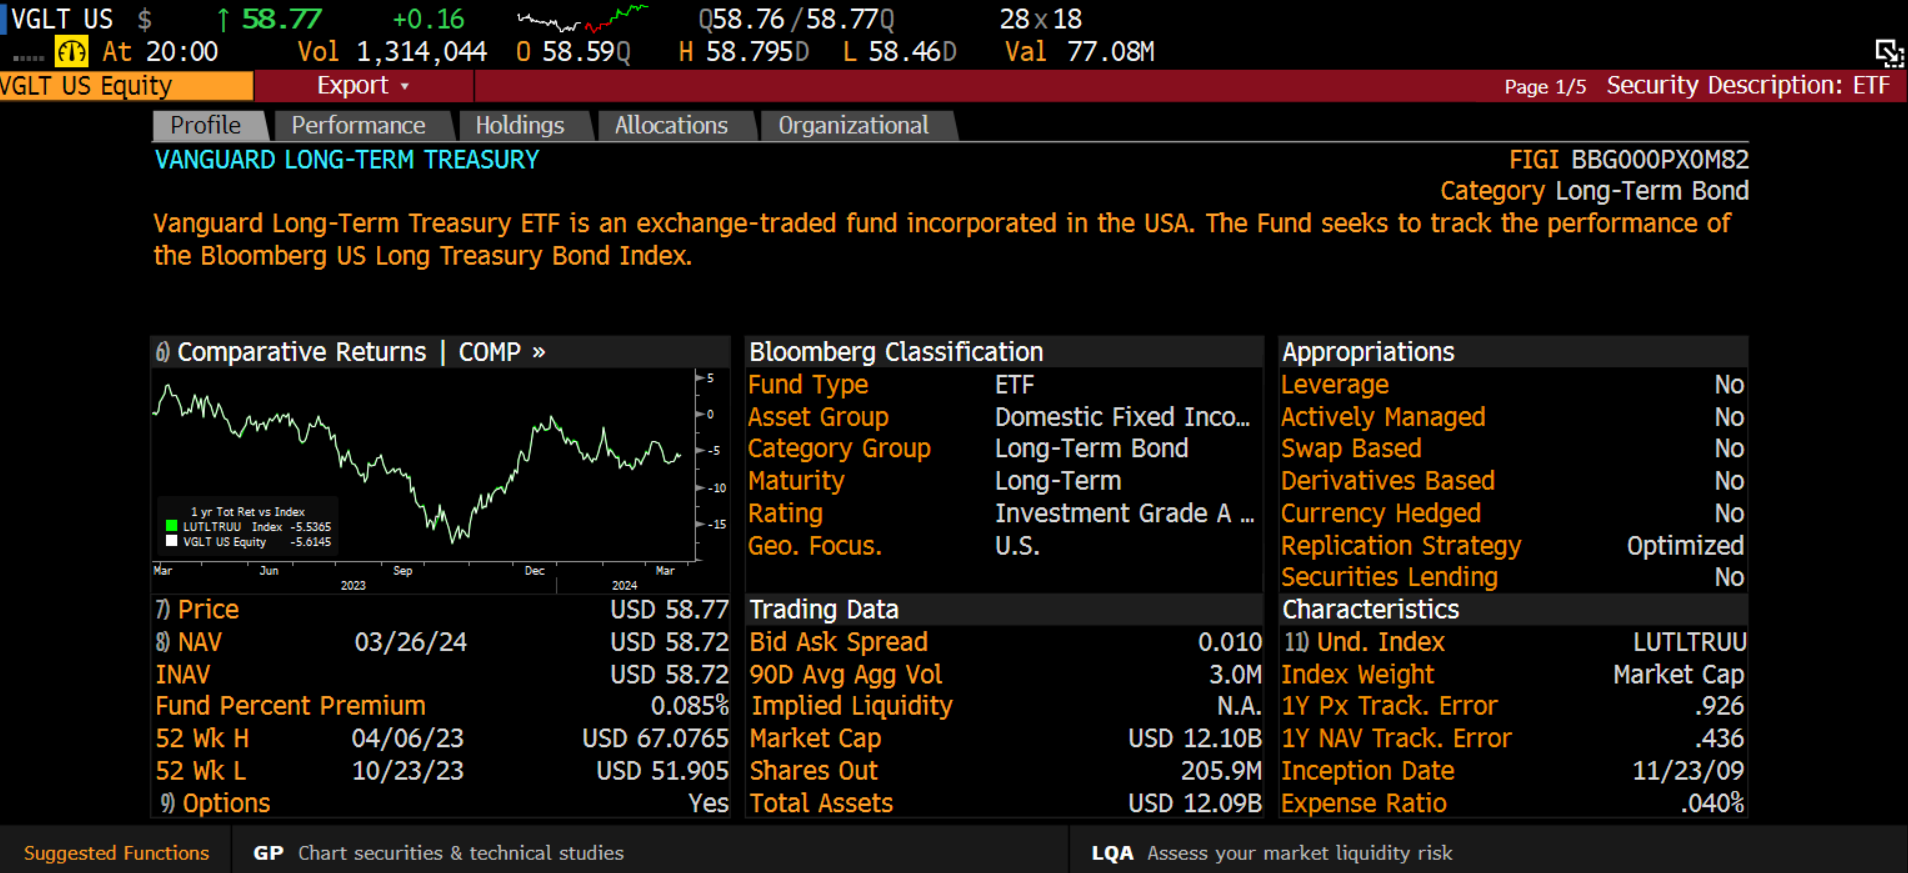 VGLT US $ ↑ 58.77 +0.16 Q58.76 / 58.77Q 28 x 18
At 20:00 Vol 1,314,044 O 58.59Q H 58.795D L 58.46D Val 77.08M
VGLT US Equity Export ▾ Page 1/5 Security Description: ETF
Profile Performance Holdings Allocations Organizational
VANGUARD LONG-TERM TREASURY FIGI BBG000PX0M82
Category Long-Term Bond
Vanguard Long-Term Treasury ETF is an exchange-traded fund incorporated in the USA. The Fund seeks to track the performance of
the Bloomberg US Long Treasury Bond Index.
6) Comparative Returns | COMP »
5
0
-5
-10
-15
1 yr Tot Ret vs Index
LUTLTRUU Index -5.5365
VGLT US Equity -5.6145
Mar Jun Sep Dec Mar
2023 2024
7) Price USD 58.77
8) NAV 03/26/24 USD 58.72
INAV USD 58.72
Fund Percent Premium 0.085%
52 Wk H 04/06/23 USD 67.0765
52 Wk L 10/23/23 USD 51.905
9) Options Yes
Bloomberg Classification
Fund Type ETF
Asset Group Domestic Fixed Inco...
Category Group Long-Term Bond
Maturity Long-Term
Rating Investment Grade A ...
Geo. Focus. U.S.
Trading Data
Bid Ask Spread 0.010
90D Avg Agg Vol 3.0M
Implied Liquidity N.A.
Market Cap USD 12.10B
Shares Out 205.9M
Total Assets USD 12.09B
Appropriations
Leverage No
Actively Managed No
Swap Based No
Derivatives Based No
Currency Hedged No
Replication Strategy Optimized
Securities Lending No
Characteristics
11) Und. Index LUTLTRUU
Index Weight Market Cap
1Y Px Track. Error .926
1Y NAV Track. Error .436
Inception Date 11/23/09
Expense Ratio .040%
Suggested Functions GP Chart securities & technical studies LQA Assess your market liquidity risk